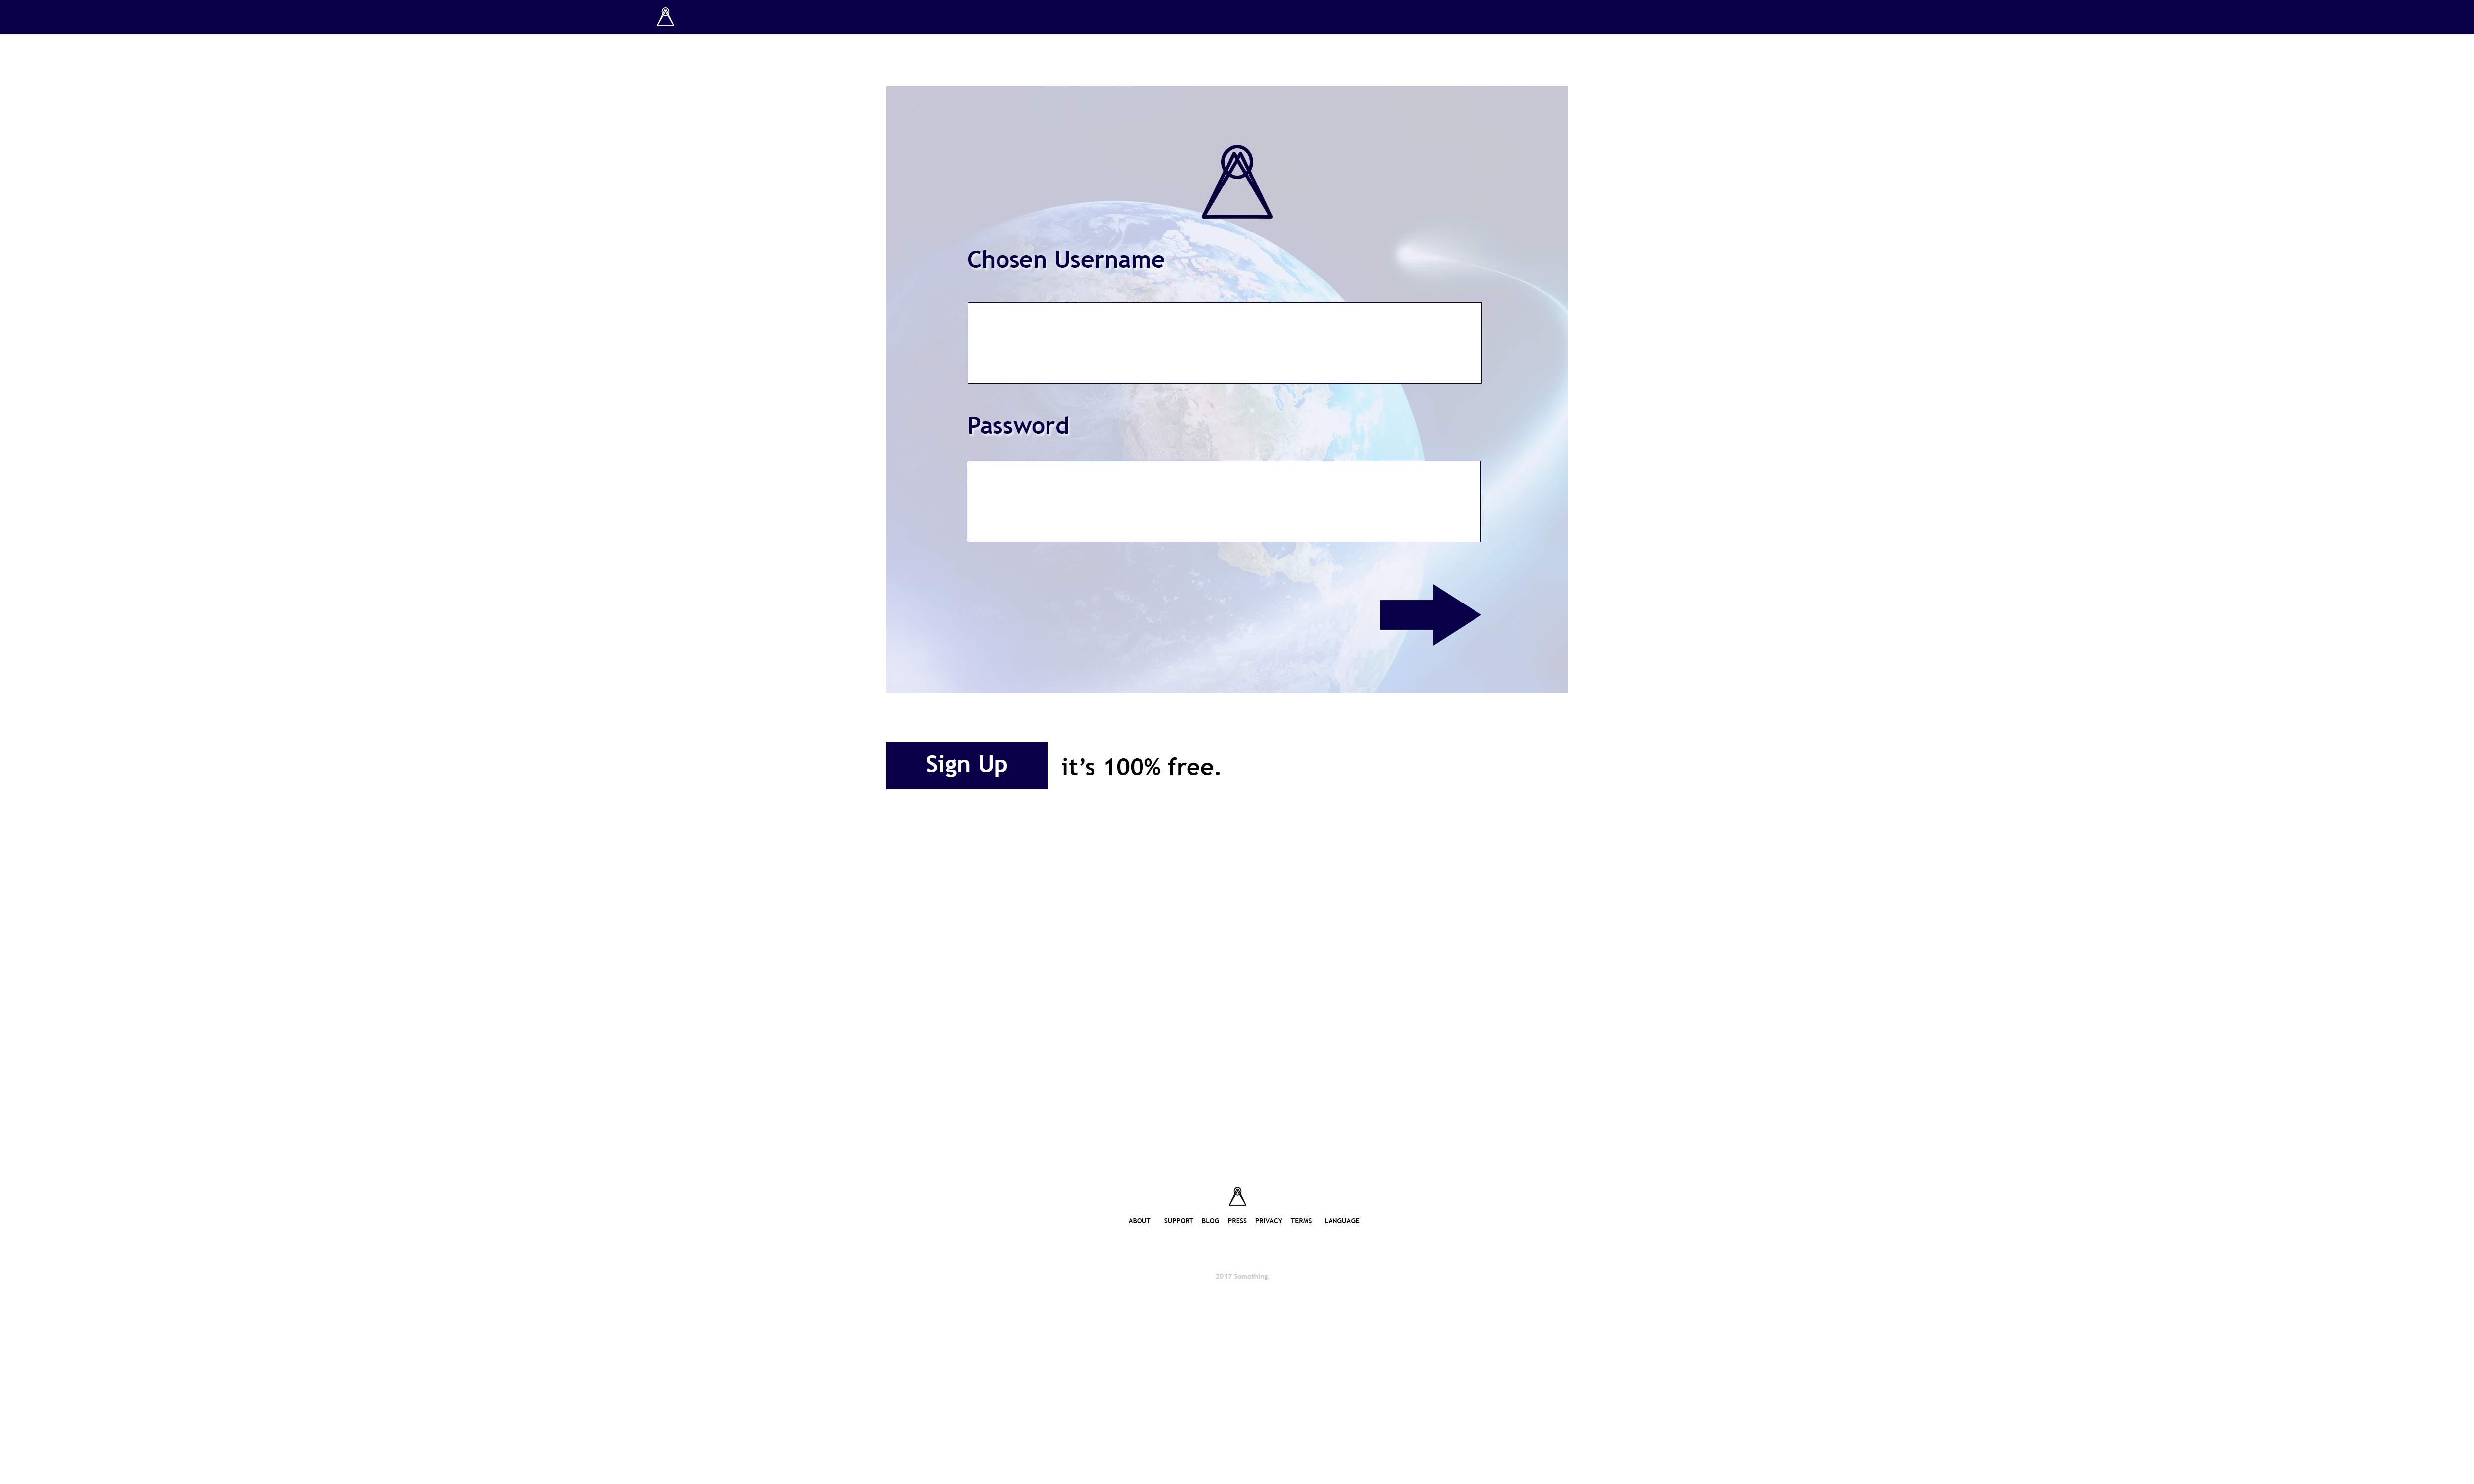 Chosen Username
Password
Sign Up it’s 100% free.
ABOUT SUPPORT BLOG PRESS PRIVACY TERMS LANGUAGE
2017 Something.